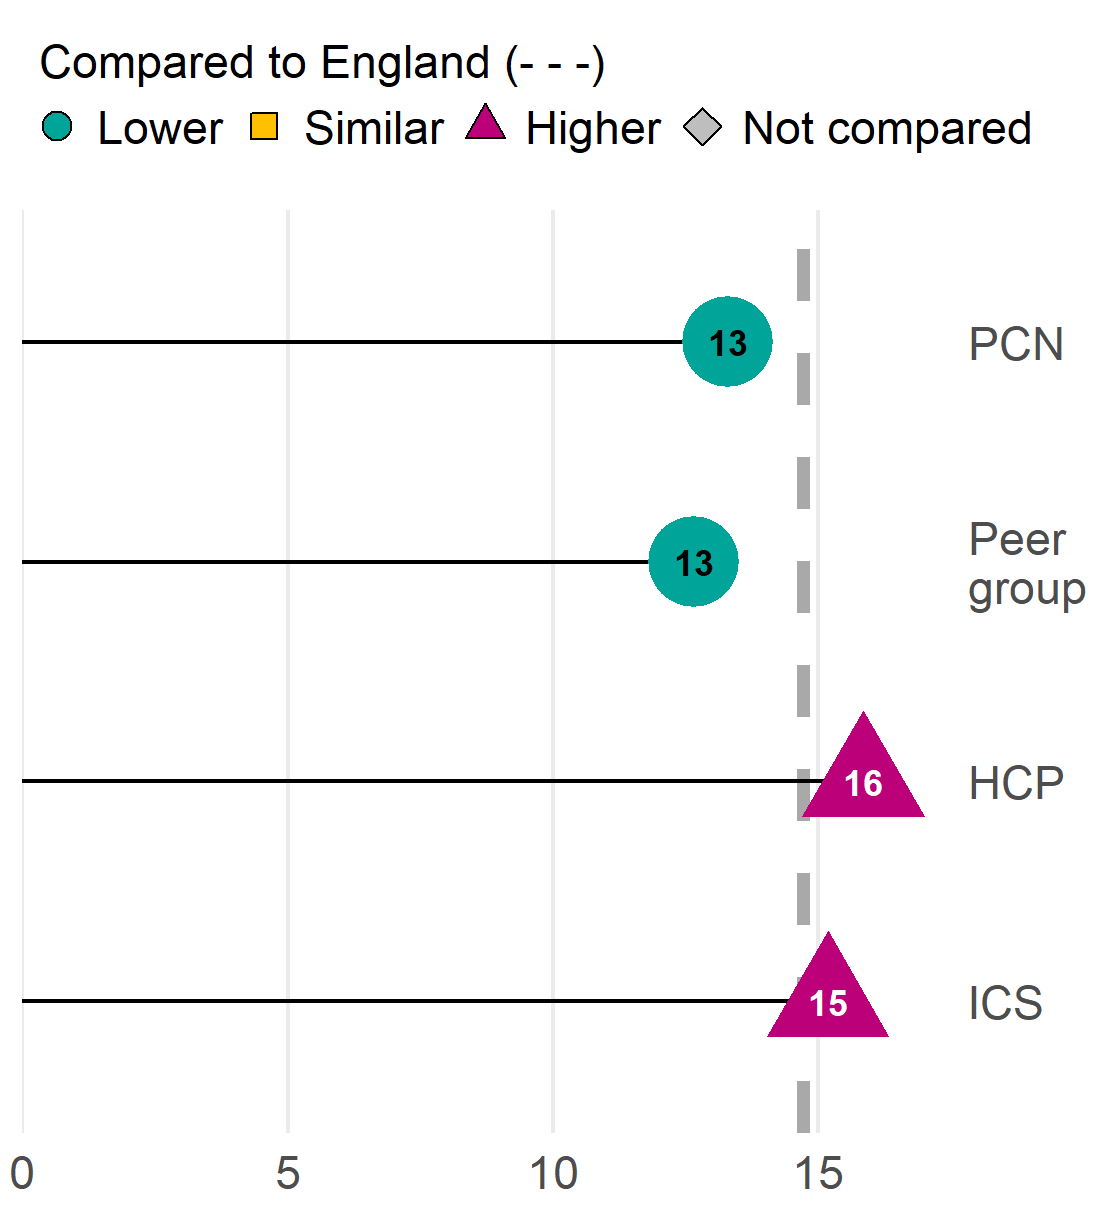 Compared to England (- - -)
Lower Similar Higher Not compared
13 PCN
13 Peer
group
16 HCP
15 ICS
0 5 10 15